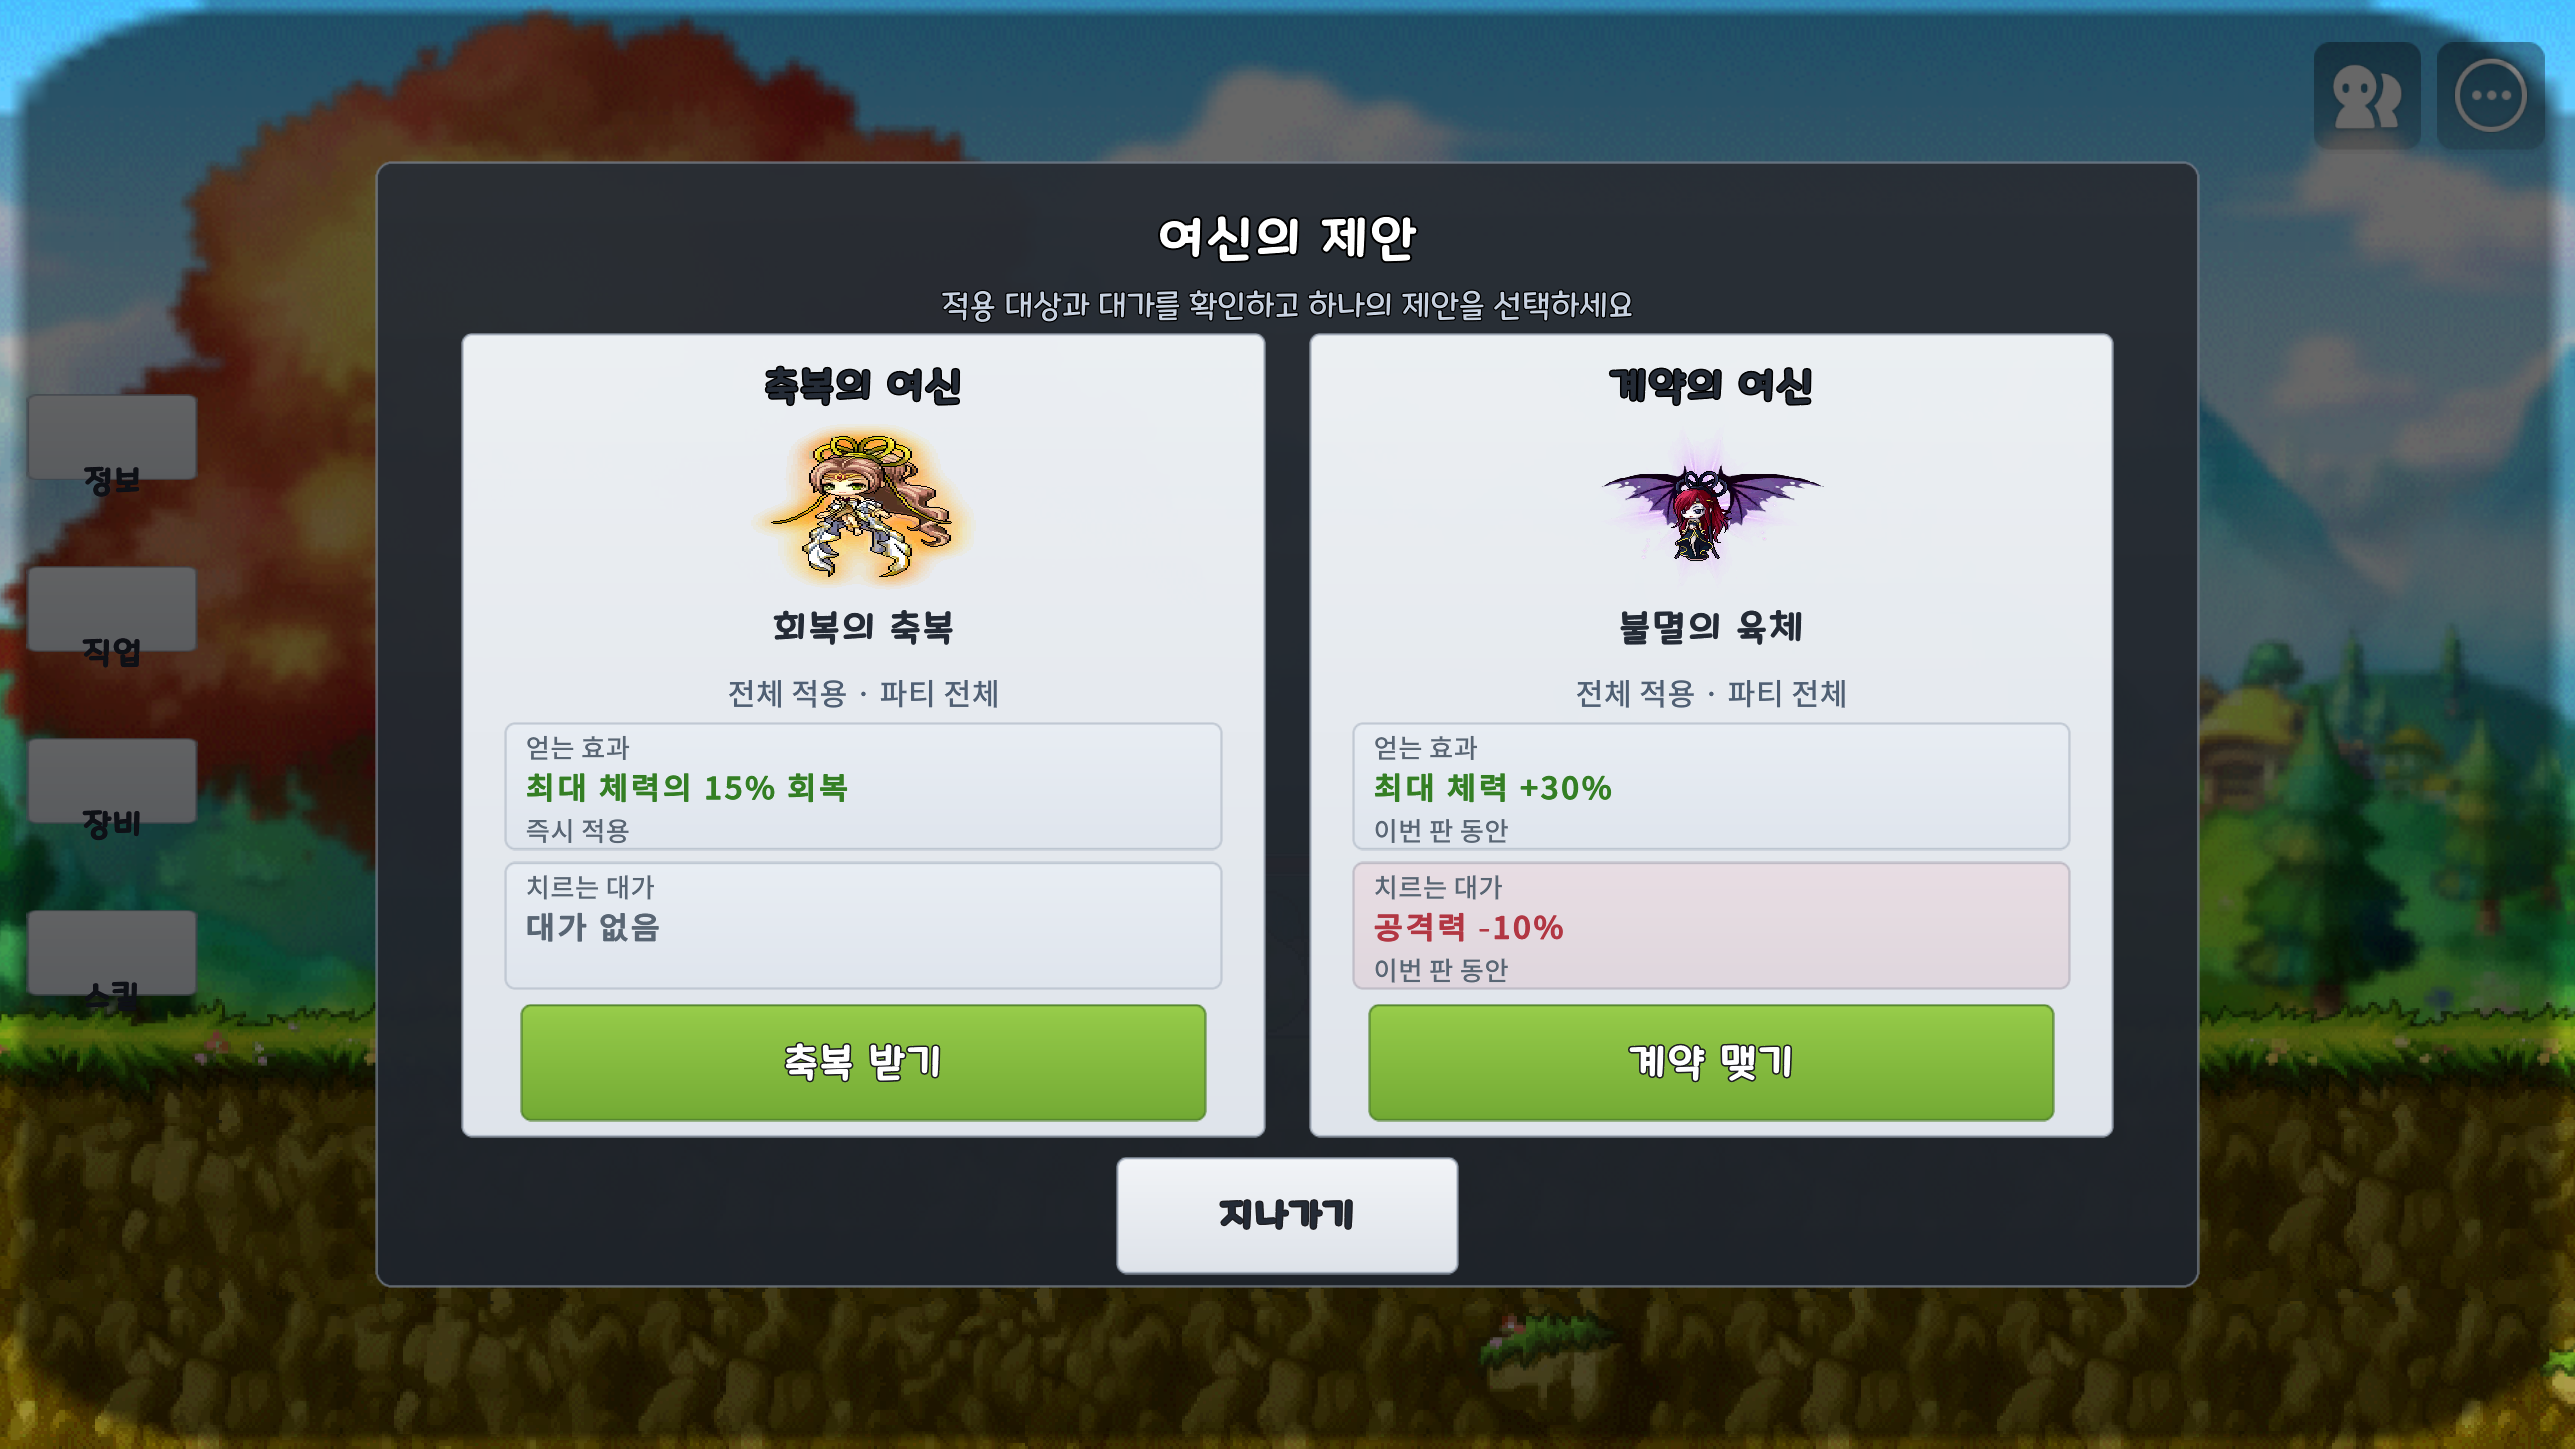 여신의 제안
적용 대상과 대가를 확인하고 하나의 제안을 선택하세요
축복의 여신
회복의 축복
전체 적용 · 파티 전체
얻는 효과
최대 체력의 15% 회복
즉시 적용
치르는 대가
대가 없음
축복 받기
계약의 여신
불멸의 육체
전체 적용 · 파티 전체
얻는 효과
최대 체력 +30%
이번 판 동안
치르는 대가
공격력 -10%
이번 판 동안
계약 맺기
지나가기
정보
직업
장비
스킬